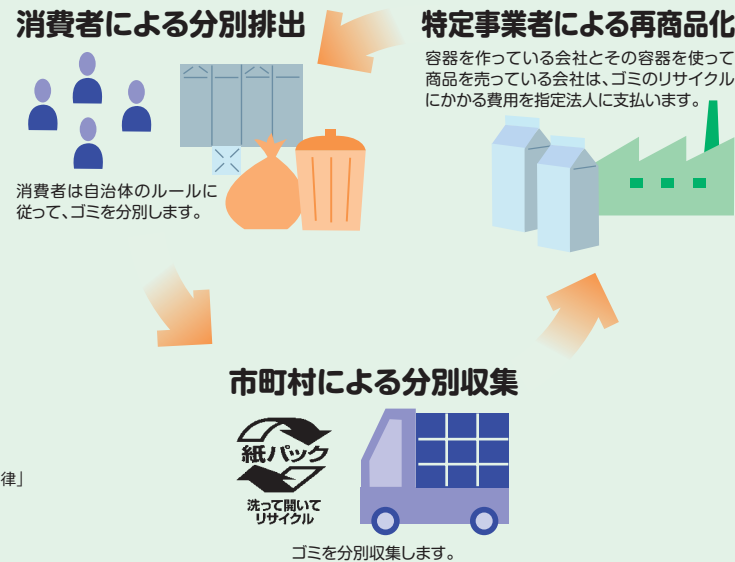 消費者による分別排出
消費者は自治体のルールに
従って、ゴミを分別します。
特定事業者による再商品化
容器を作っている会社とその容器を使って
商品を売っている会社は、ゴミのリサイクル
にかかる費用を指定法人に支払います。
市町村による分別収集
紙パック
洗って開いて
リサイクル
ゴミを分別収集します。
律」